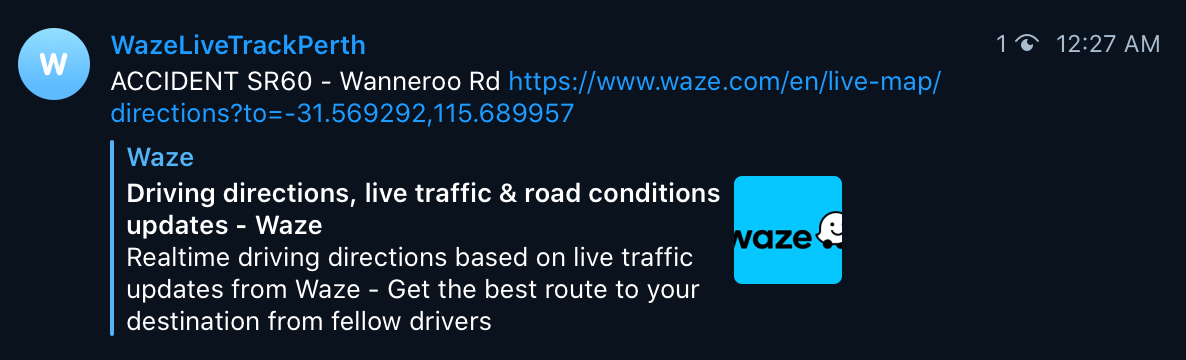 W
WazeLiveTrackPerth
1 12:27 AM
ACCIDENT SR60 - Wanneroo Rd https://www.waze.com/en/live-map/
directions?to=-31.569292,115.689957
Waze
Driving directions, live traffic & road conditions
updates - Waze
Realtime driving directions based on live traffic
updates from Waze - Get the best route to your
destination from fellow drivers
waze